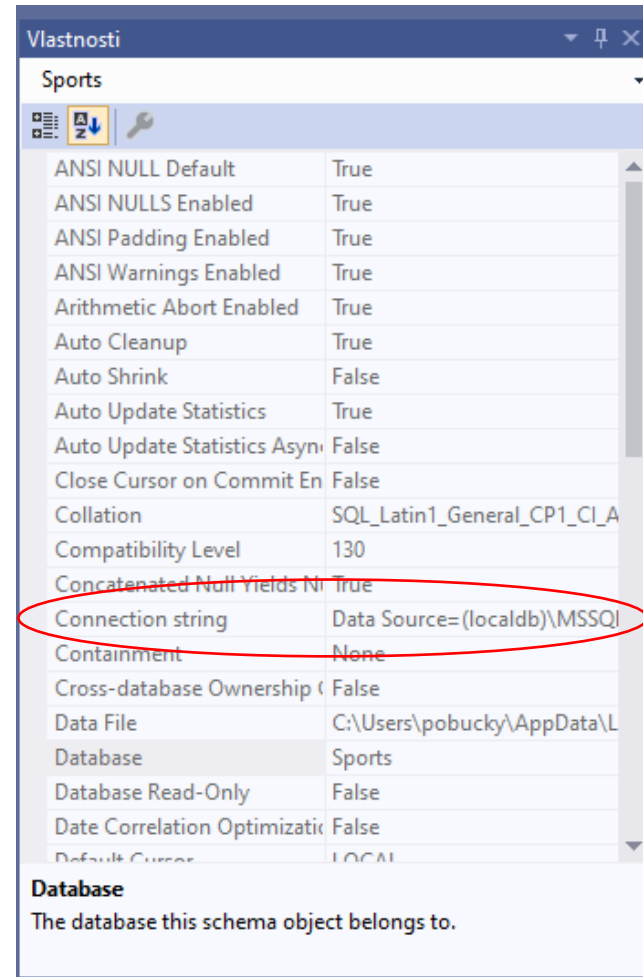 Vlastnosti
Sports
ANSI NULL Default True
ANSI NULLS Enabled True
ANSI Padding Enabled True
ANSI Warnings Enabled True
Arithmetic Abort Enabled True
Auto Cleanup True
Auto Shrink False
Auto Update Statistics True
Auto Update Statistics Asyn False
Close Cursor on Commit En False
Collation SQL_Latin1_General_CP1_CI_A
Compatibility Level 130
Concatenated Null Yields N True
Connection string Data Source=(localdb)\MSSQL
Containment None
Cross-database Ownership False
Data File C:\Users\pobucky\AppData\L
Database Sports
Database Read-Only False
Date Correlation Optimizati False
Default Cursor LOCAL
Database
The database this schema object belongs to.